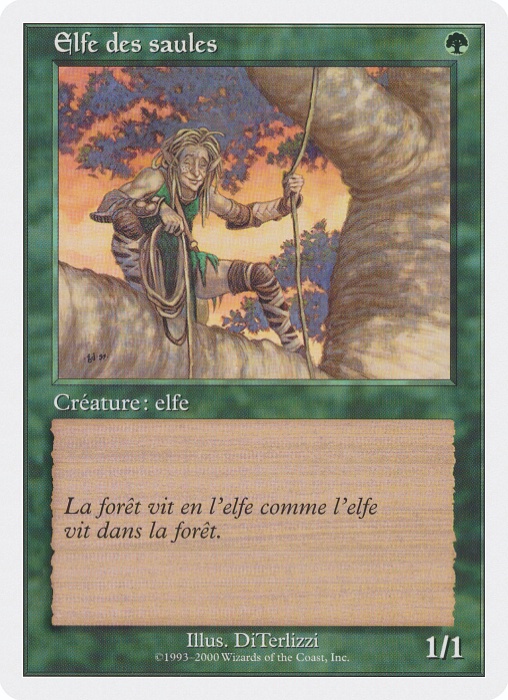 Elfe des saules
Créature : elfe
La forêt vit en l'elfe comme l'elfe
vit dans la forêt.
Illus. DiTerlizzi
©1993–2000 Wizards of the Coast, Inc.
1/1